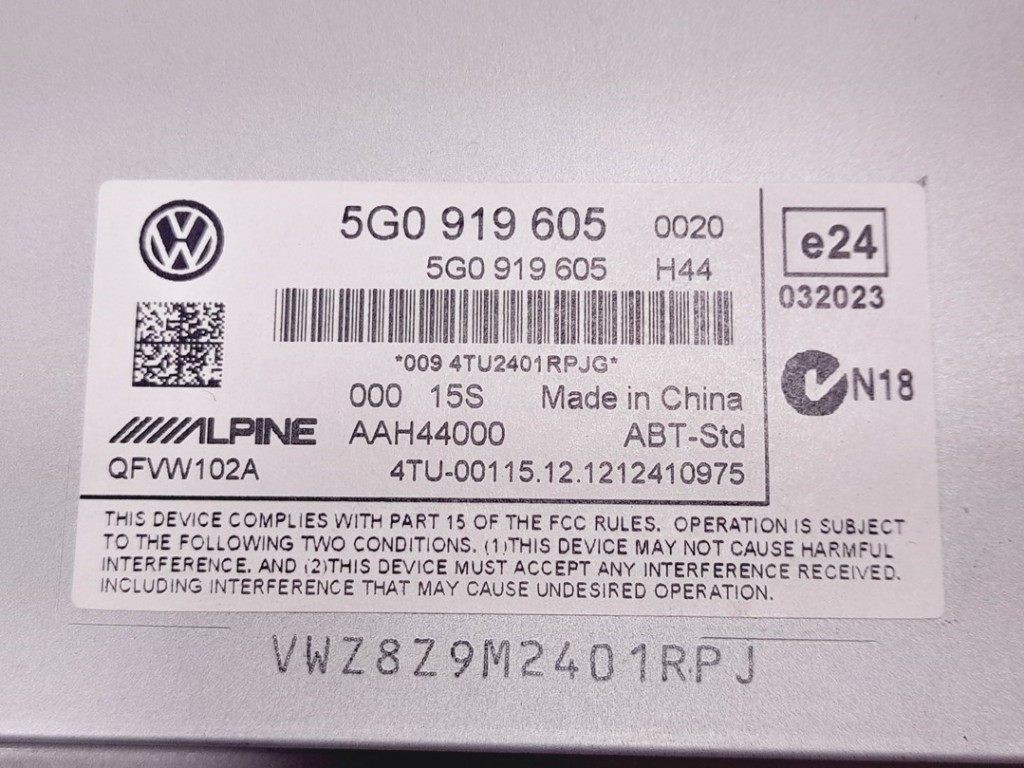 5G0 919 605 0020
5G0 919 605 H44
*009 4TU2401RPJG*
000 15S Made in China
ALPINE AAH44000 ABT-Std
QFVW102A 4TU-00115.12.1212410975
e24
032023
N18
THIS DEVICE COMPLIES WITH PART 15 OF THE FCC RULES. OPERATION IS SUBJECT
TO THE FOLLOWING TWO CONDITIONS. (1)THIS DEVICE MAY NOT CAUSE HARMFUL
INTERFERENCE. AND (2)THIS DEVICE MUST ACCEPT ANY INTERFERENCE RECEIVED.
INCLUDING INTERFERENCE THAT MAY CAUSE UNDESIRED OPERATION.
VWZ8Z9M2401RPJ